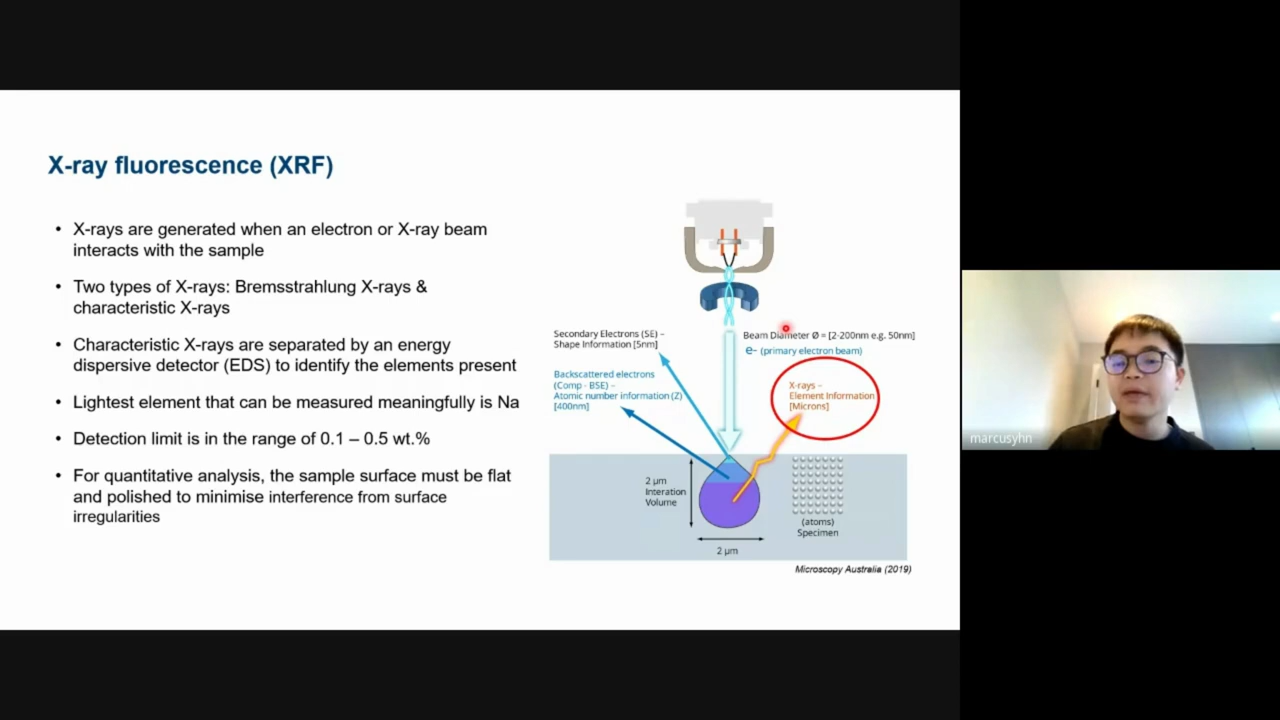 X-ray fluorescence (XRF)
• X-rays are generated when an electron or X-ray beam
interacts with the sample
• Two types of X-rays: Bremsstrahlung X-rays &
characteristic X-rays
• Characteristic X-rays are separated by an energy
dispersive detector (EDS) to identify the elements present
• Lightest element that can be measured meaningfully is Na
• Detection limit is in the range of 0.1 – 0.5 wt.%
• For quantitative analysis, the sample surface must be flat
and polished to minimise interference from surface
irregularities
Secondary Electrons (SE) –
Shape Information [5nm]
Backscattered electrons
(Comp - BSE) –
Atomic number information (Z)
[400nm]
Beam Diameter Ø = [2-200nm e.g. 50nm]
e- (primary electron beam)
X-rays –
Element Information
[Microns]
2 µm
Interation
Volume
2 µm
(atoms)
Specimen
Microscopy Australia (2019)
marcusyhn